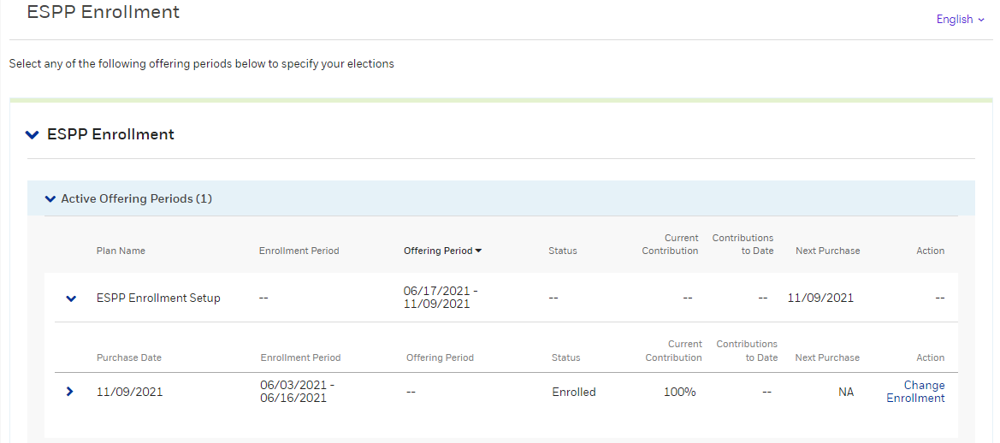 ESPP Enrollment
English
Select any of the following offering periods below to specify your elections
ESPP Enrollment
Active Offering Periods (1)
Plan Name Enrollment Period Offering Period Status Current Contribution Contributions to Date Next Purchase Action
ESPP Enrollment Setup -- 06/17/2021 - 11/09/2021 -- -- -- 11/09/2021 --
Purchase Date Enrollment Period Offering Period Status Current Contribution Contributions to Date Next Purchase Action
11/09/2021 06/03/2021 - 06/16/2021 -- Enrolled 100% -- NA Change Enrollment